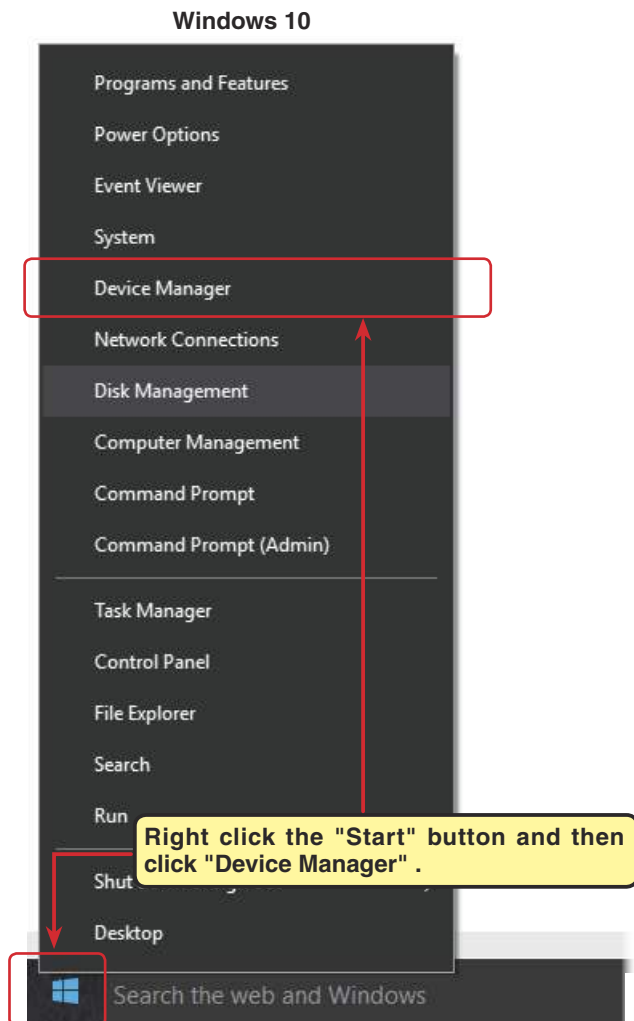 Windows 10
Programs and Features
Power Options
Event Viewer
System
Device Manager
Network Connections
Disk Management
Computer Management
Command Prompt
Command Prompt (Admin)
Task Manager
Control Panel
File Explorer
Search
Run
Right click the "Start" button and then
click "Device Manager" .
Shut
Desktop
Search the web and Windows